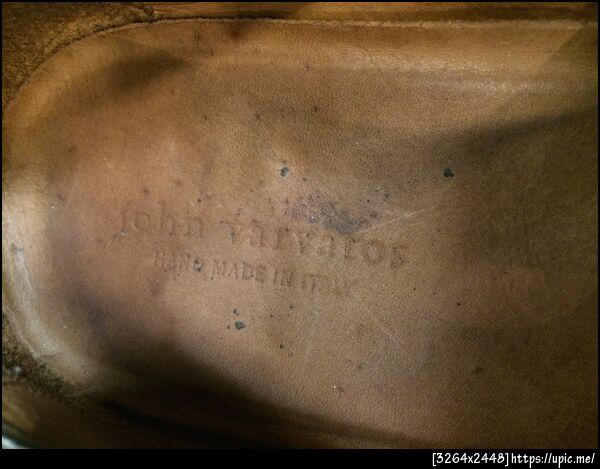 john varvatos
HAND MADE IN ITALY
[3264x2448]https://upic.me/